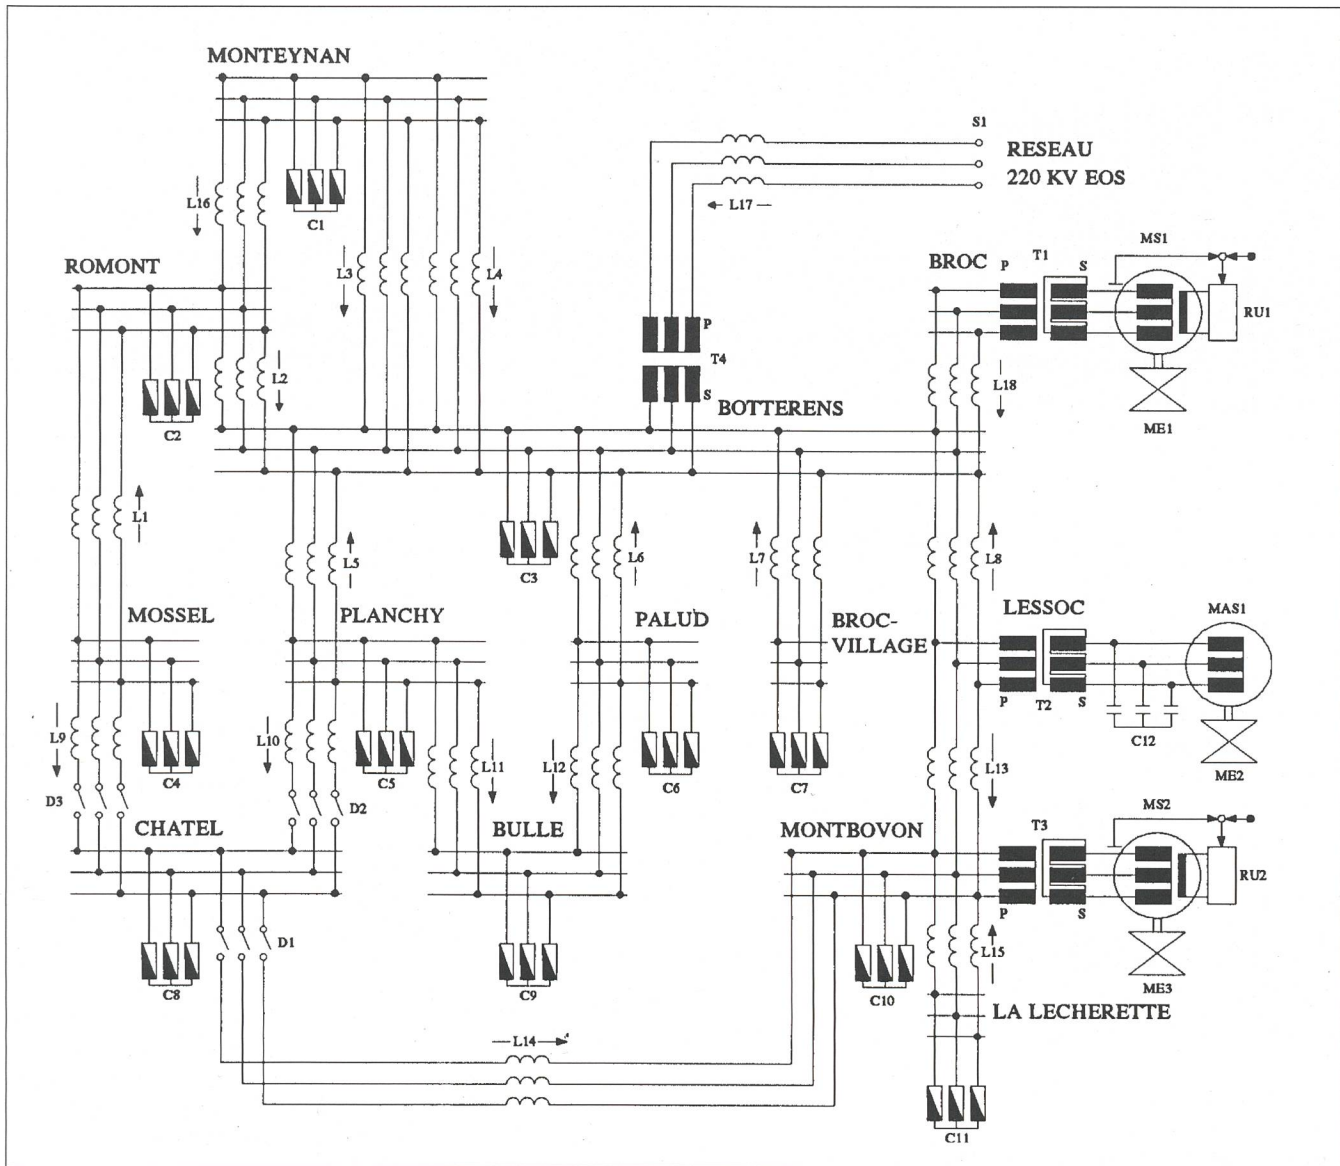 MONTEYNAN
S1
RESEAU
220 KV EOS
L16
C1
L17
ROMONT
L3
L4
BROC
P
T1
S
MS1
RU1
P
T4
S
L2
L18
C2
BOTTERENS
ME1
L1
L5
C3
L6
L7
L8
MOSSEL
PLANCHY
PALUD
BROC-
VILLAGE
LESSOC
MAS1
P
T2
S
L9
L10
C12
C4
C5
L11
L12
C6
C7
L13
ME2
D3
D2
CHATEL
BULLE
MONTBOVON
T3
MS2
RU2
P
S
D1
L15
C8
C9
C10
ME3
LA LECHERETTE
L14
C11